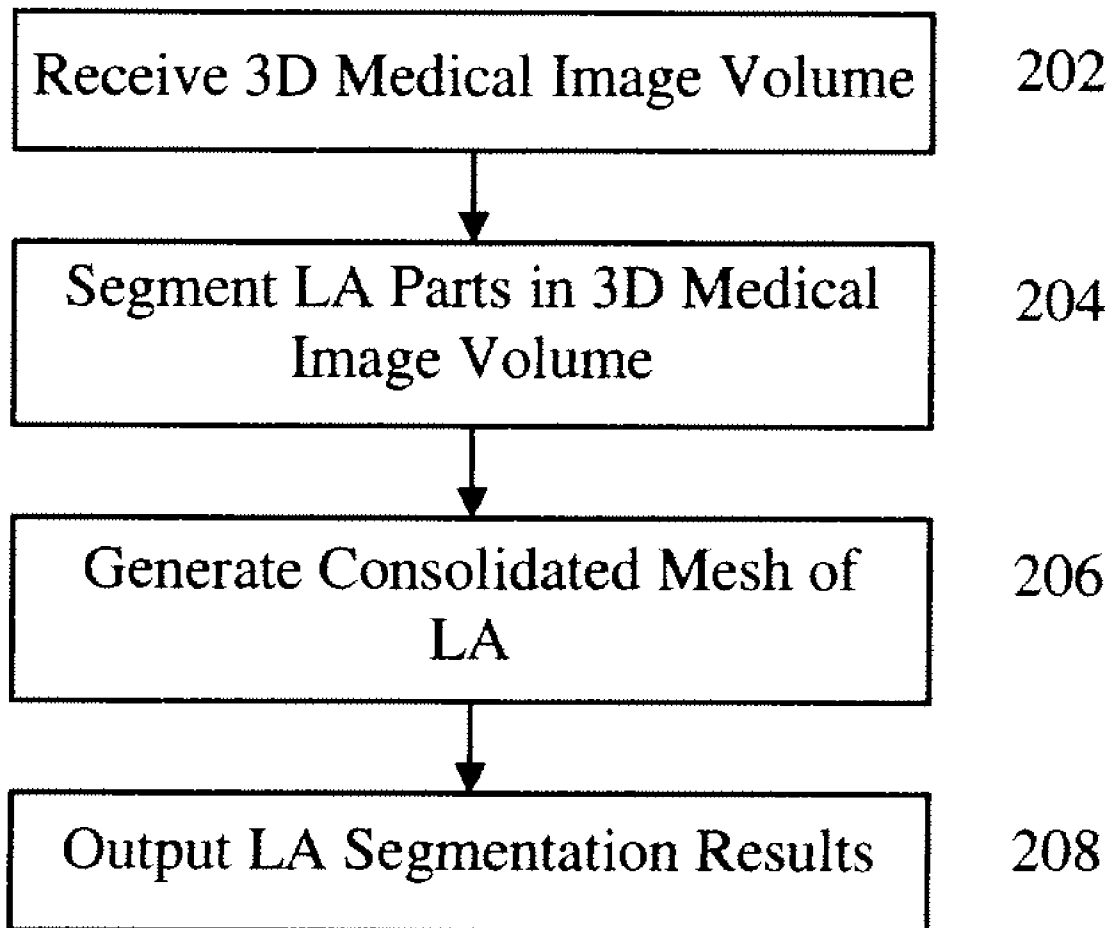 Receive 3D Medical Image Volume 202
Segment LA Parts in 3D Medical 204
Image Volume
Generate Consolidated Mesh of 206
LA
Output LA Segmentation Results 208